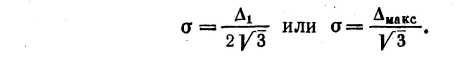 σ = Δ₁ / 2√3 или σ = Δмакс / √3 .